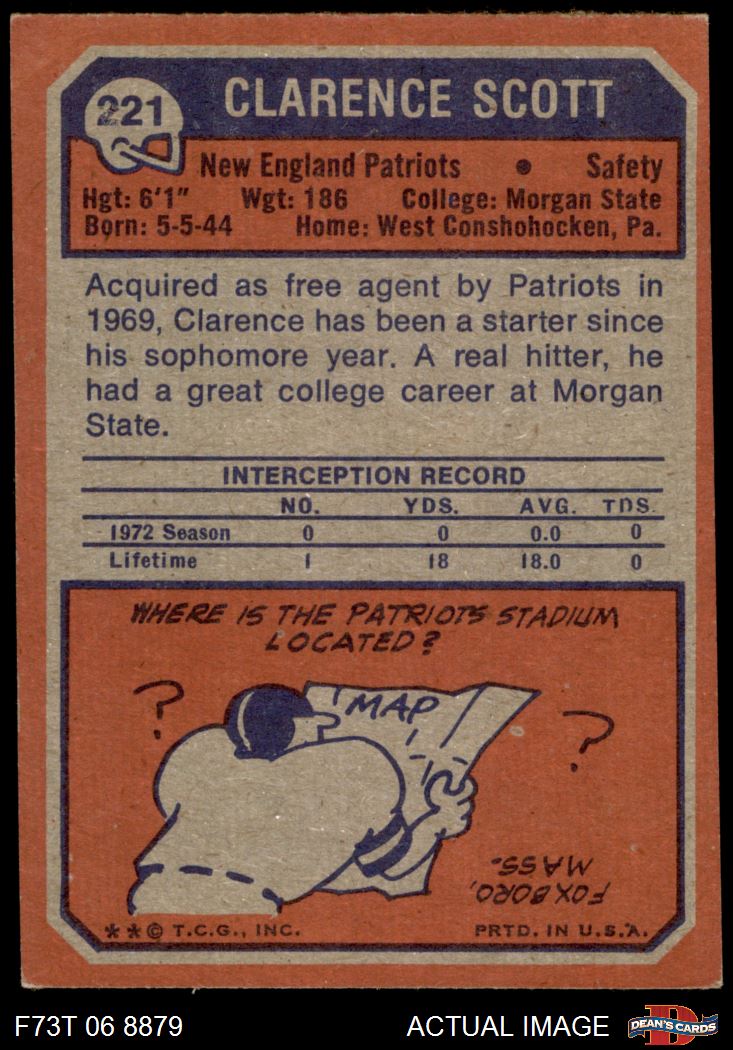 221
CLARENCE SCOTT
New England Patriots • Safety
Hgt: 6'1" Wgt: 186 College: Morgan State
Born: 5-5-44 Home: West Conshohocken, Pa.
Acquired as free agent by Patriots in
1969, Clarence has been a starter since
his sophomore year. A real hitter, he
had a great college career at Morgan
State.
INTERCEPTION RECORD
NO. YDS. AVG. TDS.
1972 Season 0 0 0.0 0
Lifetime 1 18 18.0 0
WHERE IS THE PATRIOTS STADIUM
LOCATED?
? MAP ?
FOXBORO,
MASS.
**© T.C.G., INC. PRTD. IN U.S.A.
F73T 06 8879 ACTUAL IMAGE D DEAN'S CARDS